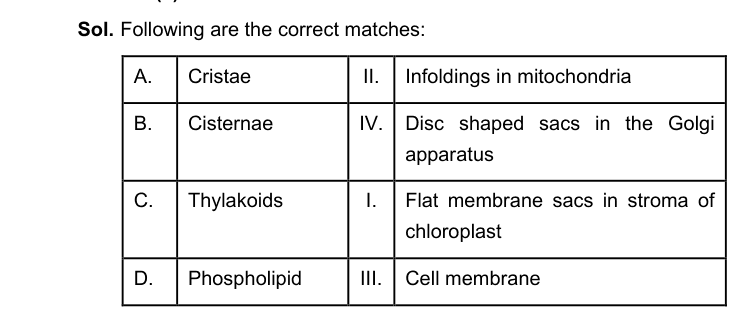 Sol. Following are the correct matches:
A. Cristae II. Infoldings in mitochondria
B. Cisternae IV. Disc shaped sacs in the Golgi
apparatus
C. Thylakoids I. Flat membrane sacs in stroma of
chloroplast
D. Phospholipid III. Cell membrane